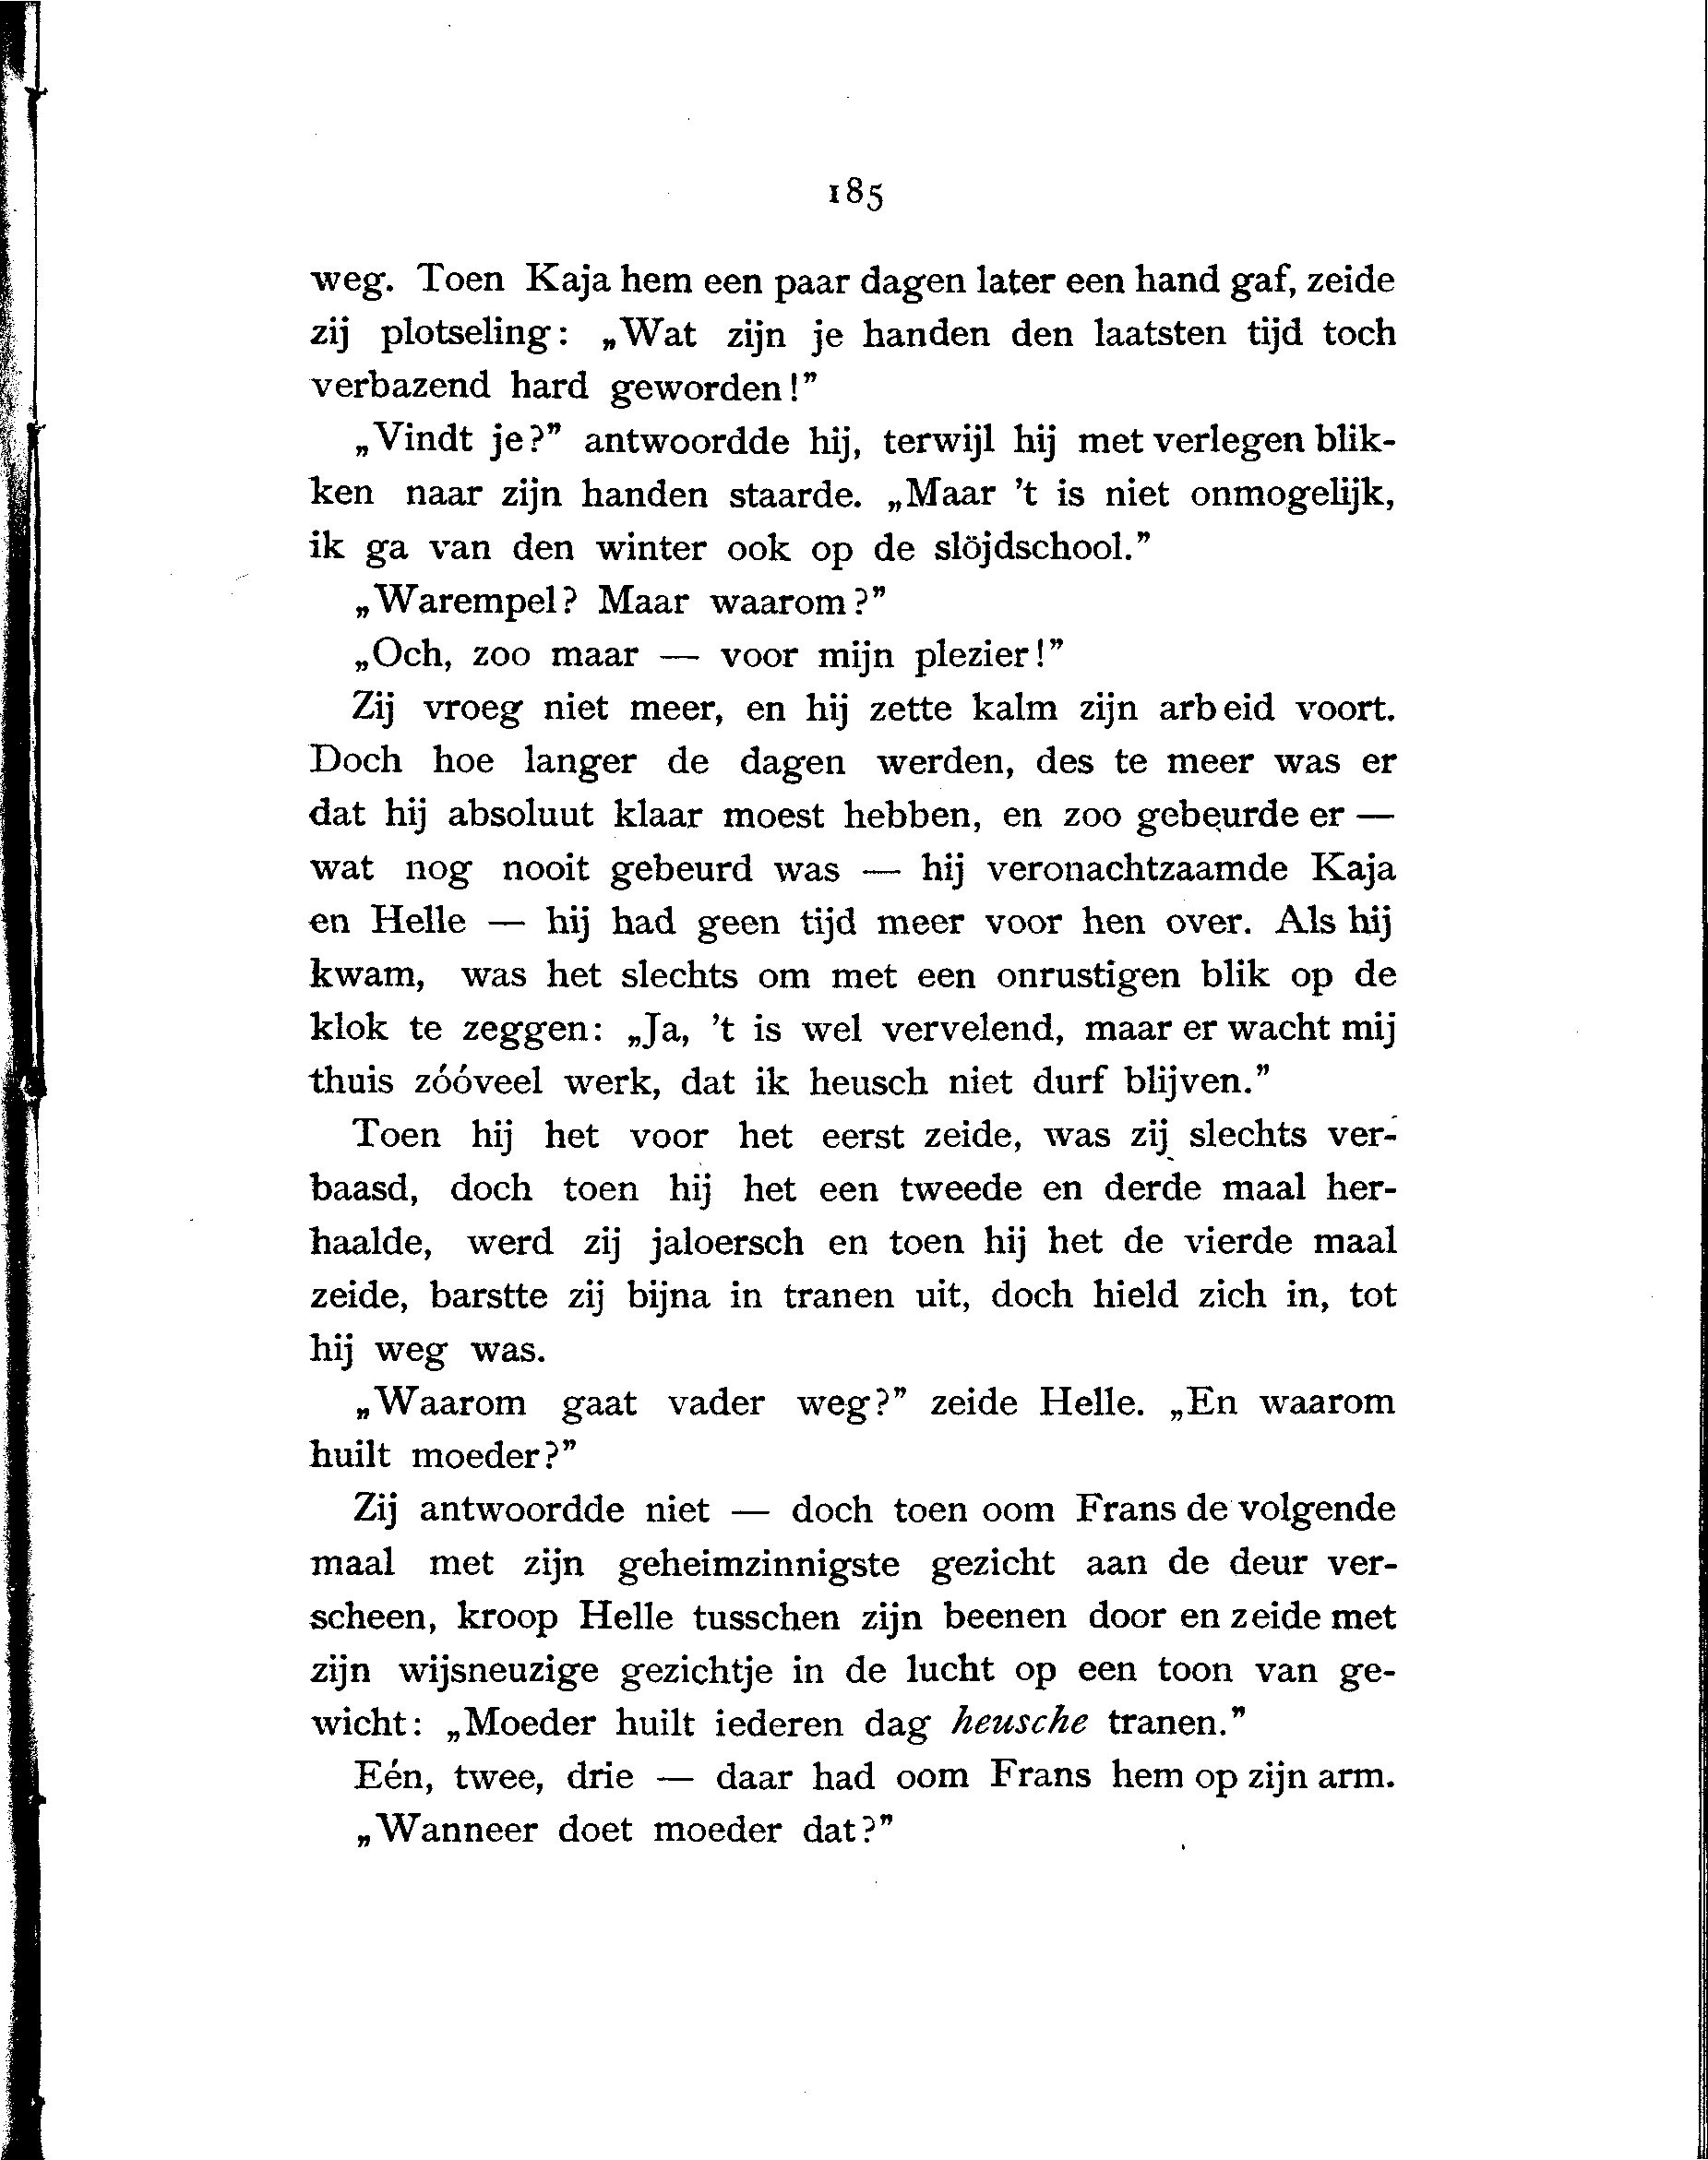 185
weg. Toen Kaja hem een paar dagen later een hand gaf, zeide
zij plotseling: „Wat zijn je handen den laatsten tijd toch
verbazend hard geworden!”
„Vindt je?” antwoordde hij, terwijl hij met verlegen blik-
ken naar zijn handen staarde. „Maar ’t is niet onmogelijk,
ik ga van den winter ook op de slöjdschool.”
„Warempel? Maar waarom?”
„Och, zoo maar — voor mijn plezier!”
Zij vroeg niet meer, en hij zette kalm zijn arbeid voort.
Doch hoe langer de dagen werden, des te meer was er
dat hij absoluut klaar moest hebben, en zoo gebeurde er —
wat nog nooit gebeurd was — hij veronachtzaamde Kaja
en Helle — hij had geen tijd meer voor hen over. Als hij
kwam, was het slechts om met een onrustigen blik op de
klok te zeggen: „Ja, ’t is wel vervelend, maar er wacht mij
thuis zóóveel werk, dat ik heusch niet durf blijven.”
Toen hij het voor het eerst zeide, was zij slechts ver-
baasd, doch toen hij het een tweede en derde maal her-
haalde, werd zij jaloersch en toen hij het de vierde maal
zeide, barstte zij bijna in tranen uit, doch hield zich in, tot
hij weg was.
„Waarom gaat vader weg?” zeide Helle. „En waarom
huilt moeder?”
Zij antwoordde niet — doch toen oom Frans de volgende
maal met zijn geheimzinnigste gezicht aan de deur ver-
scheen, kroop Helle tusschen zijn beenen door en zeide met
zijn wijsneuzige gezichtje in de lucht op een toon van ge-
wicht: „Moeder huilt iederen dag heusche tranen.”
Eén, twee, drie — daar had oom Frans hem op zijn arm.
„Wanneer doet moeder dat?”